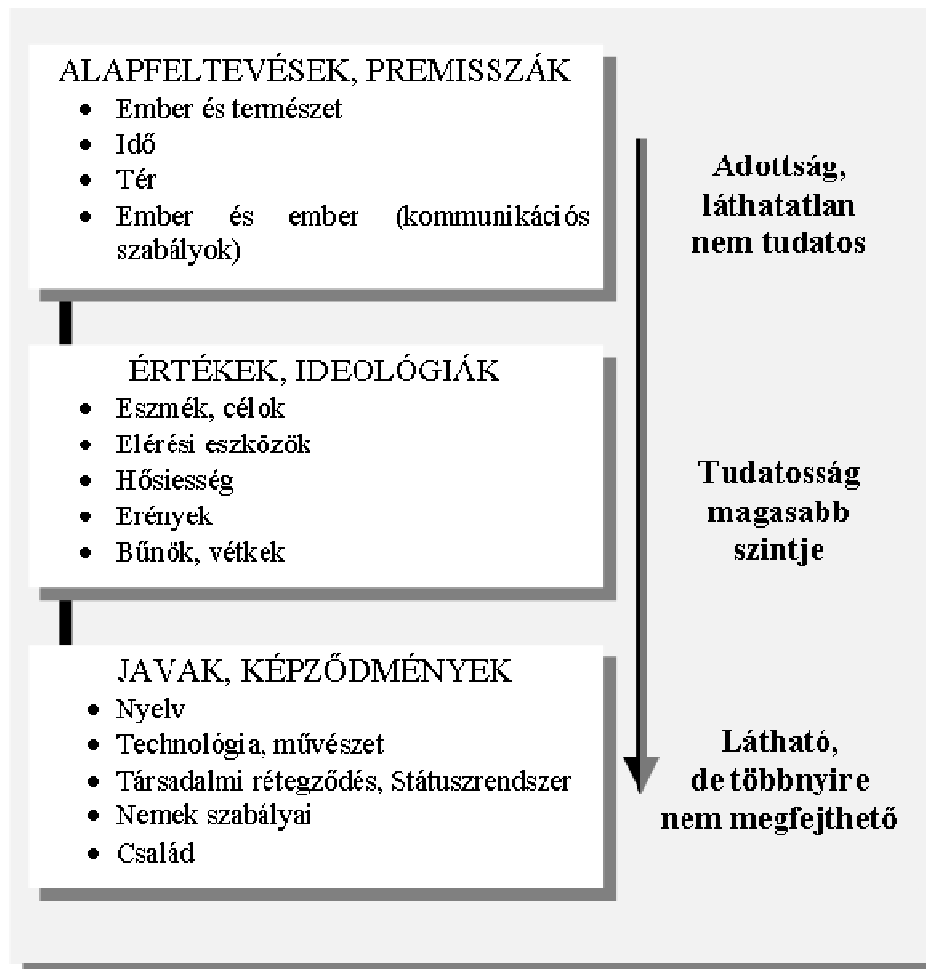 ALAPFELTEVÉSEK, PREMISSZÁK
• Ember és természet
• Idő
• Tér
• Ember és ember (kommunikációs
szabályok)
Adottság,
láthatatlan
nem tudatos
ÉRTÉKEK, IDEOLÓGIÁK
• Eszmék, célok
• Elérési eszközök
• Hősiesség
• Erények
• Bűnök, vétkek
Tudatosság
magasabb
szintje
JAVAK, KÉPZŐDMÉNYEK
• Nyelv
• Technológia, művészet
• Társadalmi rétegződés, Státuszrendszer
• Nemek szabályai
• Család
Látható,
de többnyire
nem megfejthető